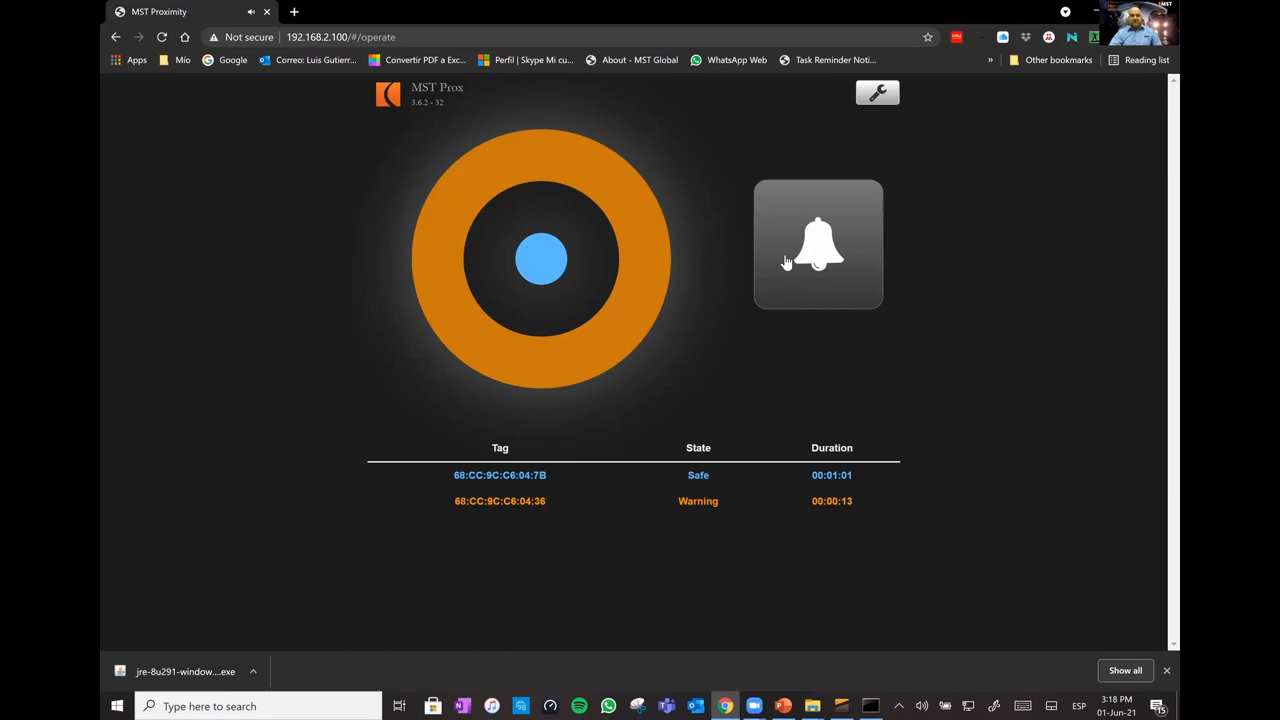 MST Proximity
Not secure
192.168.2.100/#/operate
Apps
Mío
Google
Correo: Luis Gutierr...
Convertir PDF a Exc...
Perfil | Skype Mi cu...
About - MST Global
WhatsApp Web
Task Reminder Noti...
»
Other bookmarks
Reading list
MST Prox
3.6.2 - 32
Tag State Duration
68:CC:9C:C6:04:7B Safe 00:01:01
68:CC:9C:C6:04:36 Warning 00:00:13
jre-8u291-window....exe
Show all
Type here to search
ESP
3:18 PM
01-Jun-21
15